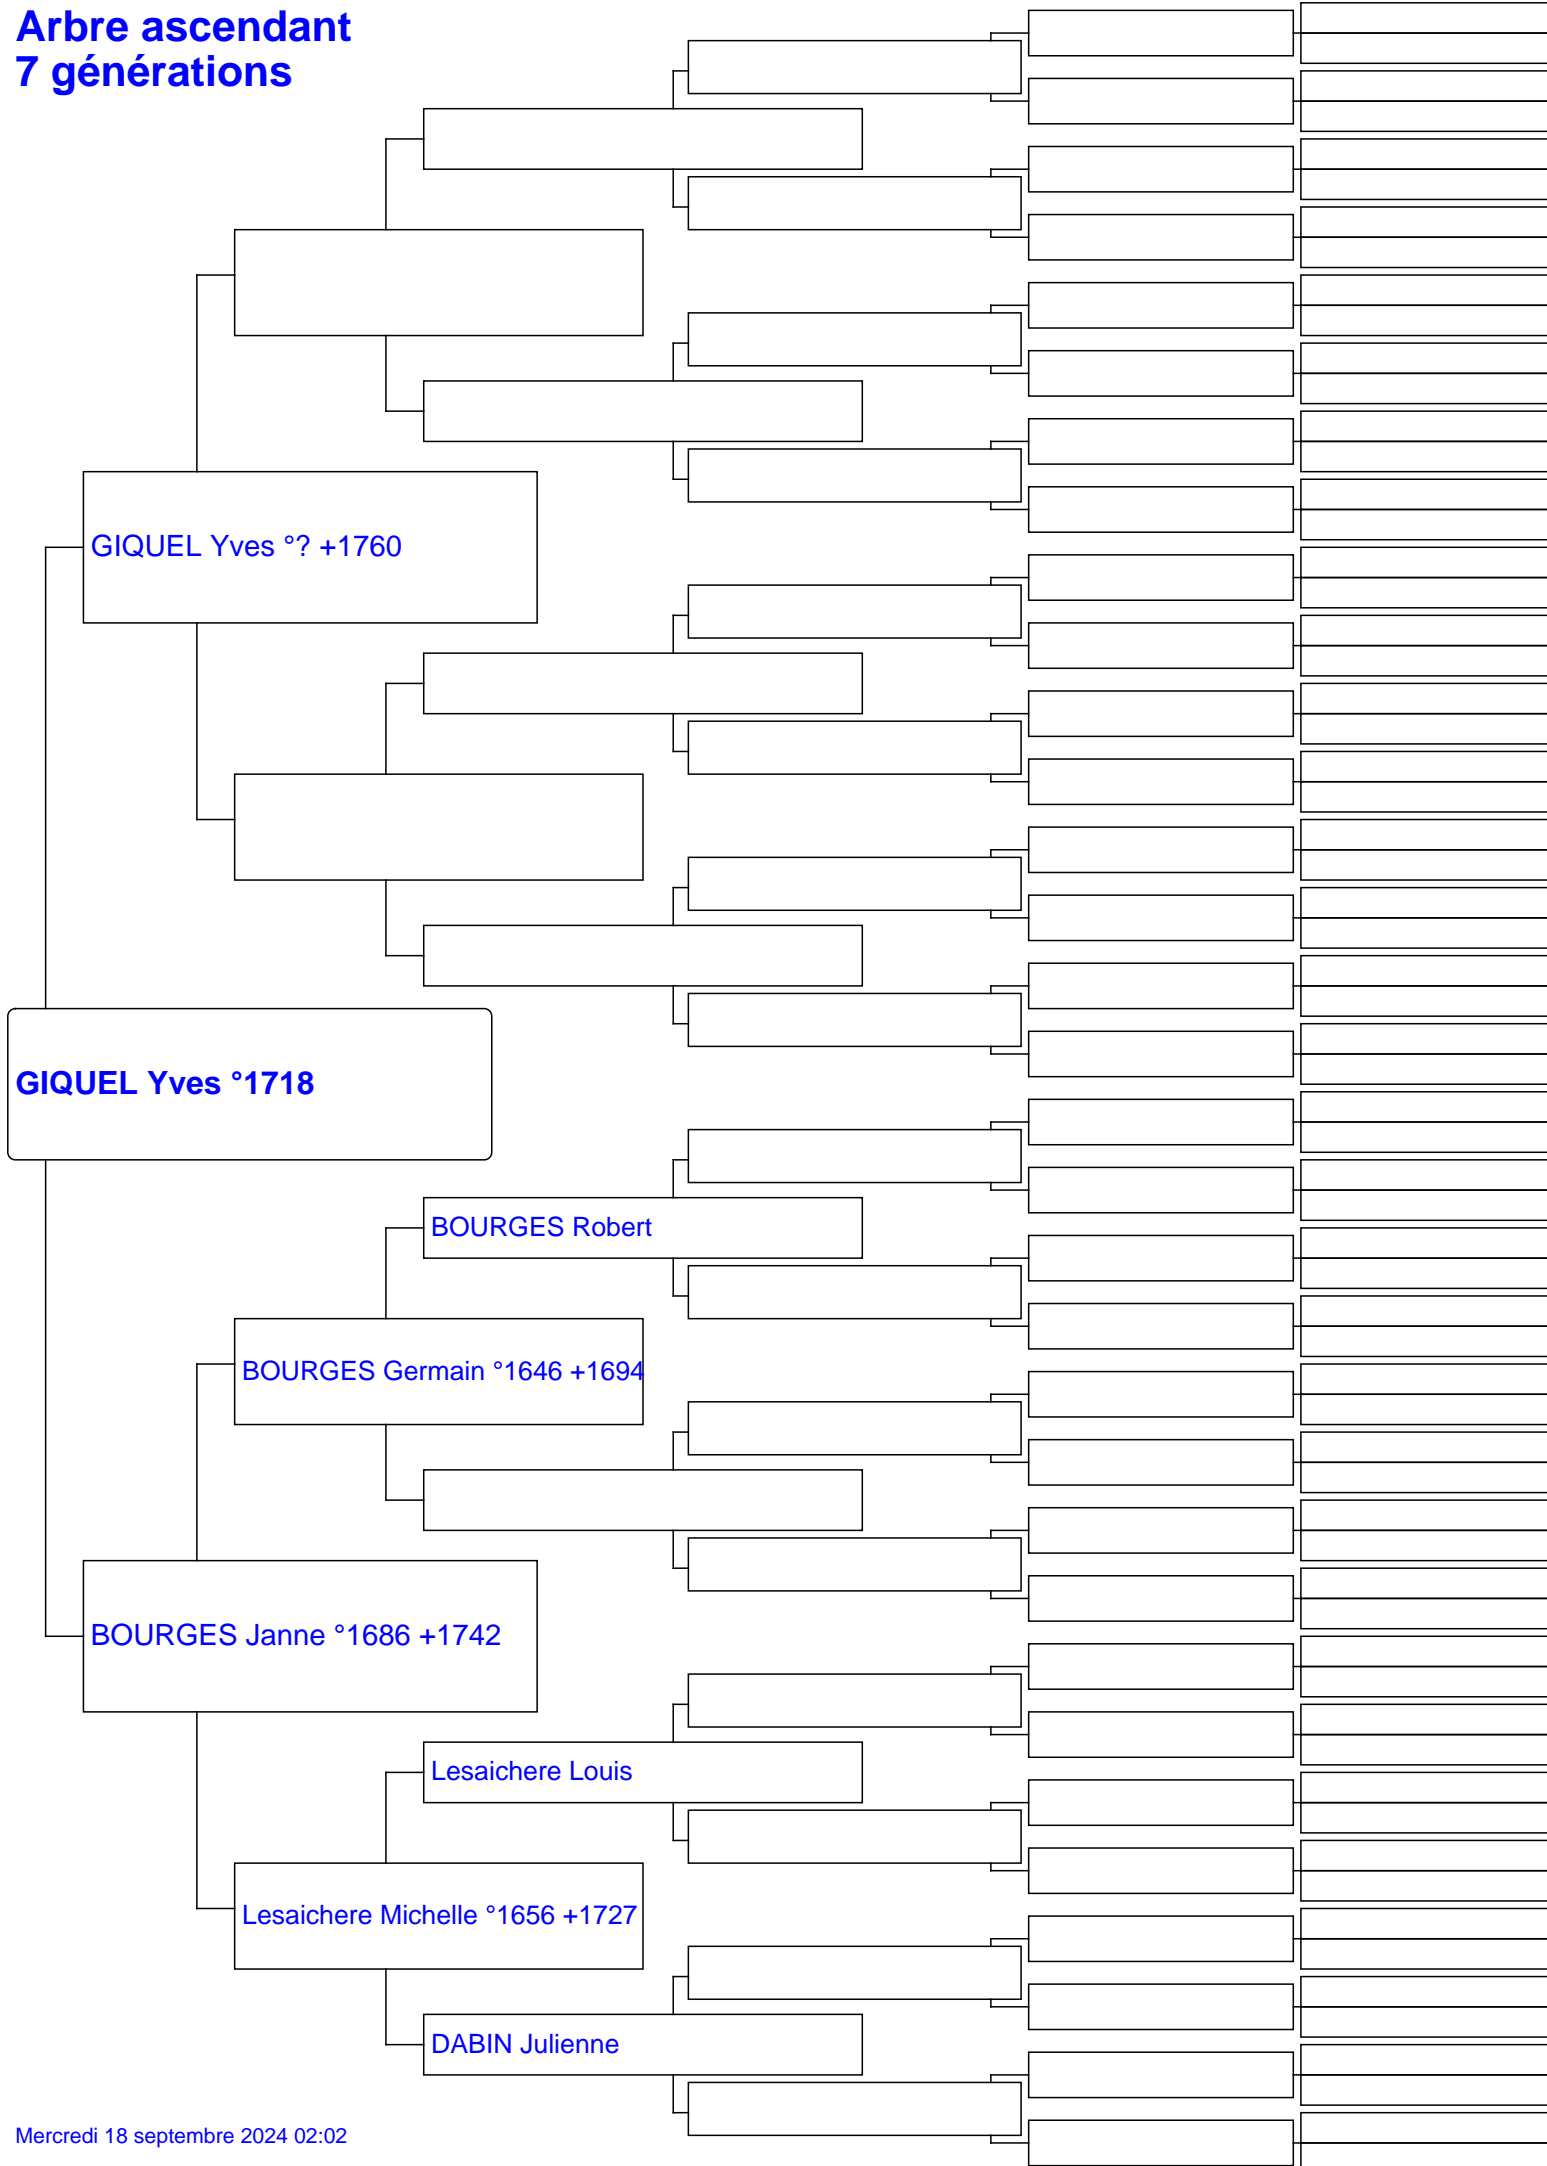 Arbre ascendant
7 générations
GIQUEL Yves °? +1760
GIQUEL Yves °1718
BOURGES Robert
BOURGES Germain °1646 +1694
BOURGES Janne °1686 +1742
Lesaichere Louis
Lesaichere Michelle °1656 +1727
DABIN Julienne
Mercredi 18 septembre 2024 02:02